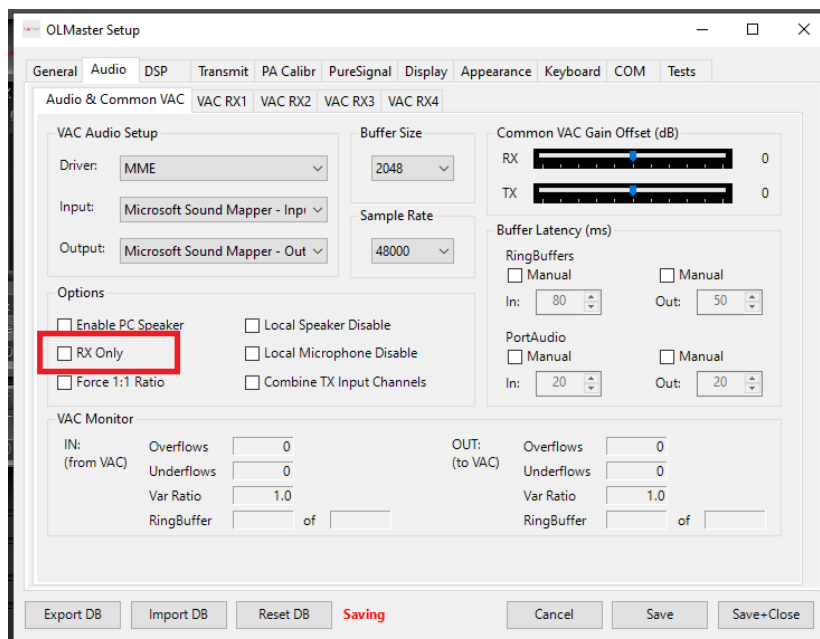 OLMaster Setup
General Audio DSP Transmit PA Calibr PureSignal Display Appearance Keyboard COM Tests
Audio & Common VAC VAC RX1 VAC RX2 VAC RX3 VAC RX4
VAC Audio Setup
Driver: MME
Input: Microsoft Sound Mapper - Inpu
Output: Microsoft Sound Mapper - Out
Buffer Size
2048
Sample Rate
48000
Common VAC Gain Offset (dB)
RX 0
TX 0
Buffer Latency (ms)
RingBuffers
Manual Manual
In: 80 Out: 50
PortAudio
Manual Manual
In: 20 Out: 20
Options
Enable PC Speaker Local Speaker Disable
RX Only Local Microphone Disable
Force 1:1 Ratio Combine TX Input Channels
VAC Monitor
IN:
(from VAC)
Overflows 0
Underflows 0
Var Ratio 1.0
RingBuffer of
OUT:
(to VAC)
Overflows 0
Underflows 0
Var Ratio 1.0
RingBuffer of
Export DB Import DB Reset DB Saving Cancel Save Save+Close